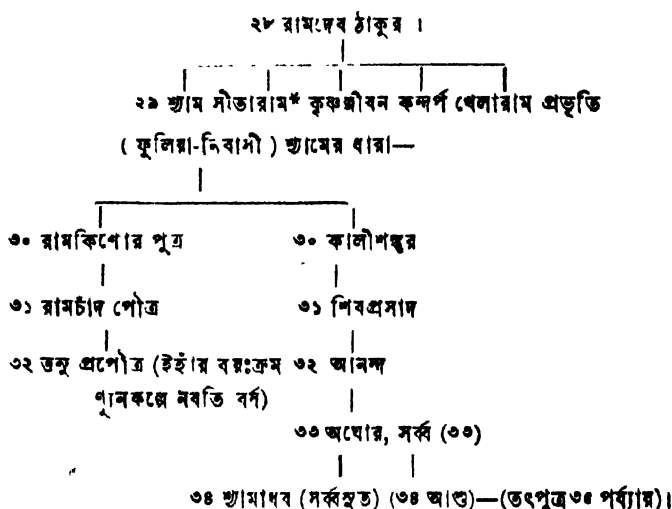 ২৮ রামদেব ঠাকুর ।
২৯ শ্যাম সীতারাম* কৃষ্ণজীবন কন্দর্প খেলারাম প্রভৃতি
( ফুলিয়া-নিবাসী ) শ্যামের ধারা—
৩০ রামকিশোর পুত্র ৩০ কালীশঙ্কর
৩১ রামচাঁদ পৌত্র ৩১ শিবপ্রসাদ
৩২ তনু প্রপৌত্র (ইহাঁর বয়ঃক্রম ৩২ আনন্দ
ন্যূনকল্পে নবতি বর্ষ)
৩৩ অঘোর, সর্ব্ব (৩৩)
৩৪ শ্যামাধব (সর্ব্বসুত) (৩৪ আশু)—(তৎপুত্র ৩৫ পর্য্যায়)।